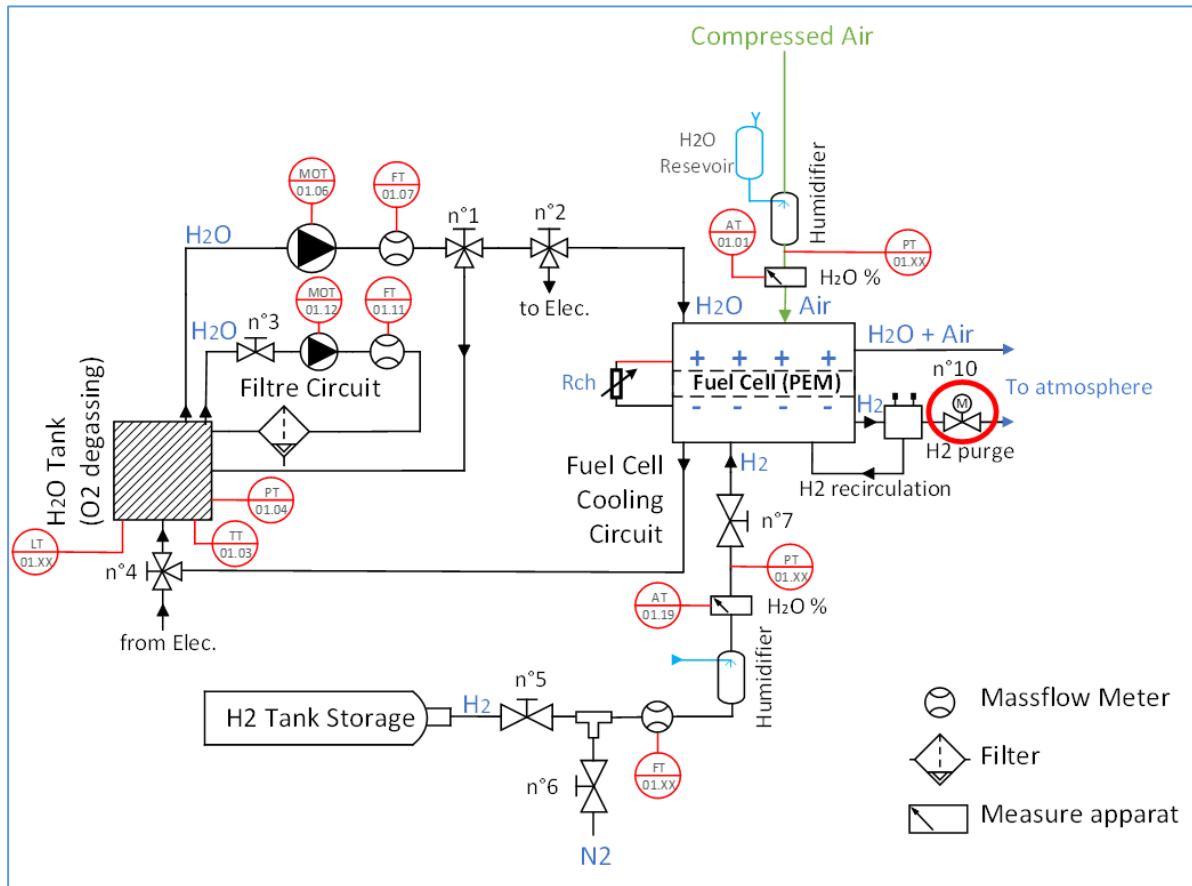 Compressed Air
H2O
Resevoir
Humidifier
MOT
01.06
FT
01.07
n°1
n°2
H2O
AT
01.01
PT
01.XX
H2O %
to Elec.
MOT
01.12
FT
01.11
H2O
n°3
Filtre Circuit
H2O
Air
H2O + Air
+ + + +
Fuel Cell (PEM)
- - - -
Rch
n°10
M
To atmosphere
H2
H2 purge
H2 recirculation
H2O Tank
(O2 degassing)
PT
01.04
LT
01.XX
TT
01.03
n°4
from Elec.
Fuel Cell
Cooling
Circuit
H2
n°7
PT
01.XX
AT
01.19
H2O %
Humidifier
H2 Tank Storage
H2
n°5
FT
01.XX
n°6
N2
Massflow Meter
Filter
Measure apparat